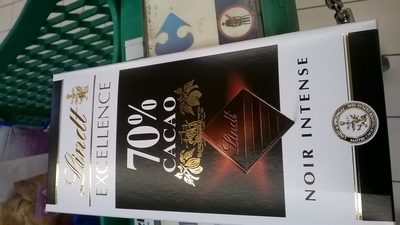 Lindt
EXCELLENCE
70%
CACAO
Lindt
NOIR INTENSE